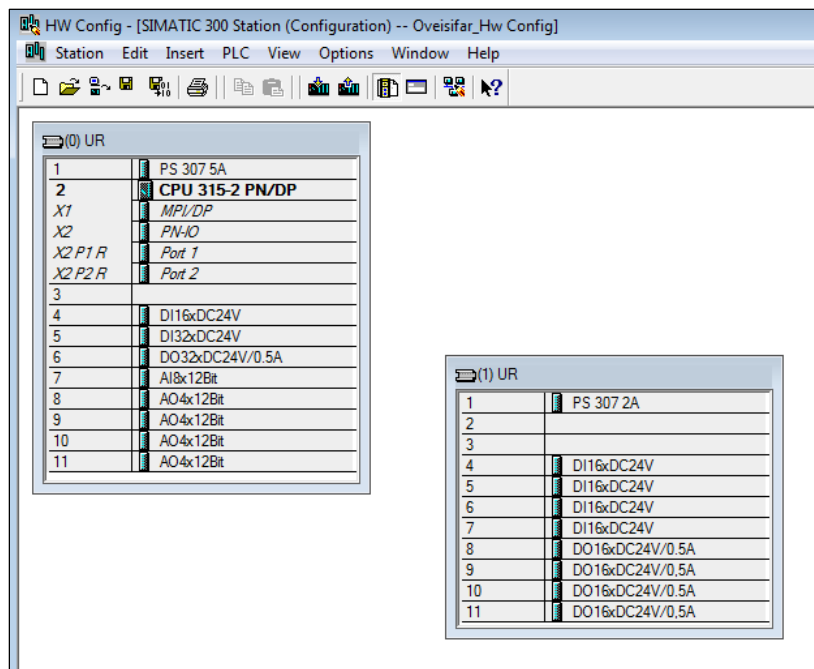 HW Config - [SIMATIC 300 Station (Configuration) -- Oveisifar_Hw Config]
Station Edit Insert PLC View Options Window Help
(0) UR
1 PS 307 5A
2 CPU 315-2 PN/DP
X1 MPI/DP
X2 PN-IO
X2 P1 R Port 1
X2 P2 R Port 2
3
4 DI16xDC24V
5 DI32xDC24V
6 DO32xDC24V/0.5A
7 AI8x12Bit
8 AO4x12Bit
9 AO4x12Bit
10 AO4x12Bit
11 AO4x12Bit
(1) UR
1 PS 307 2A
2
3
4 DI16xDC24V
5 DI16xDC24V
6 DI16xDC24V
7 DI16xDC24V
8 DO16xDC24V/0.5A
9 DO16xDC24V/0,5A
10 DO16xDC24V/0.5A
11 DO16xDC24V/0,5A